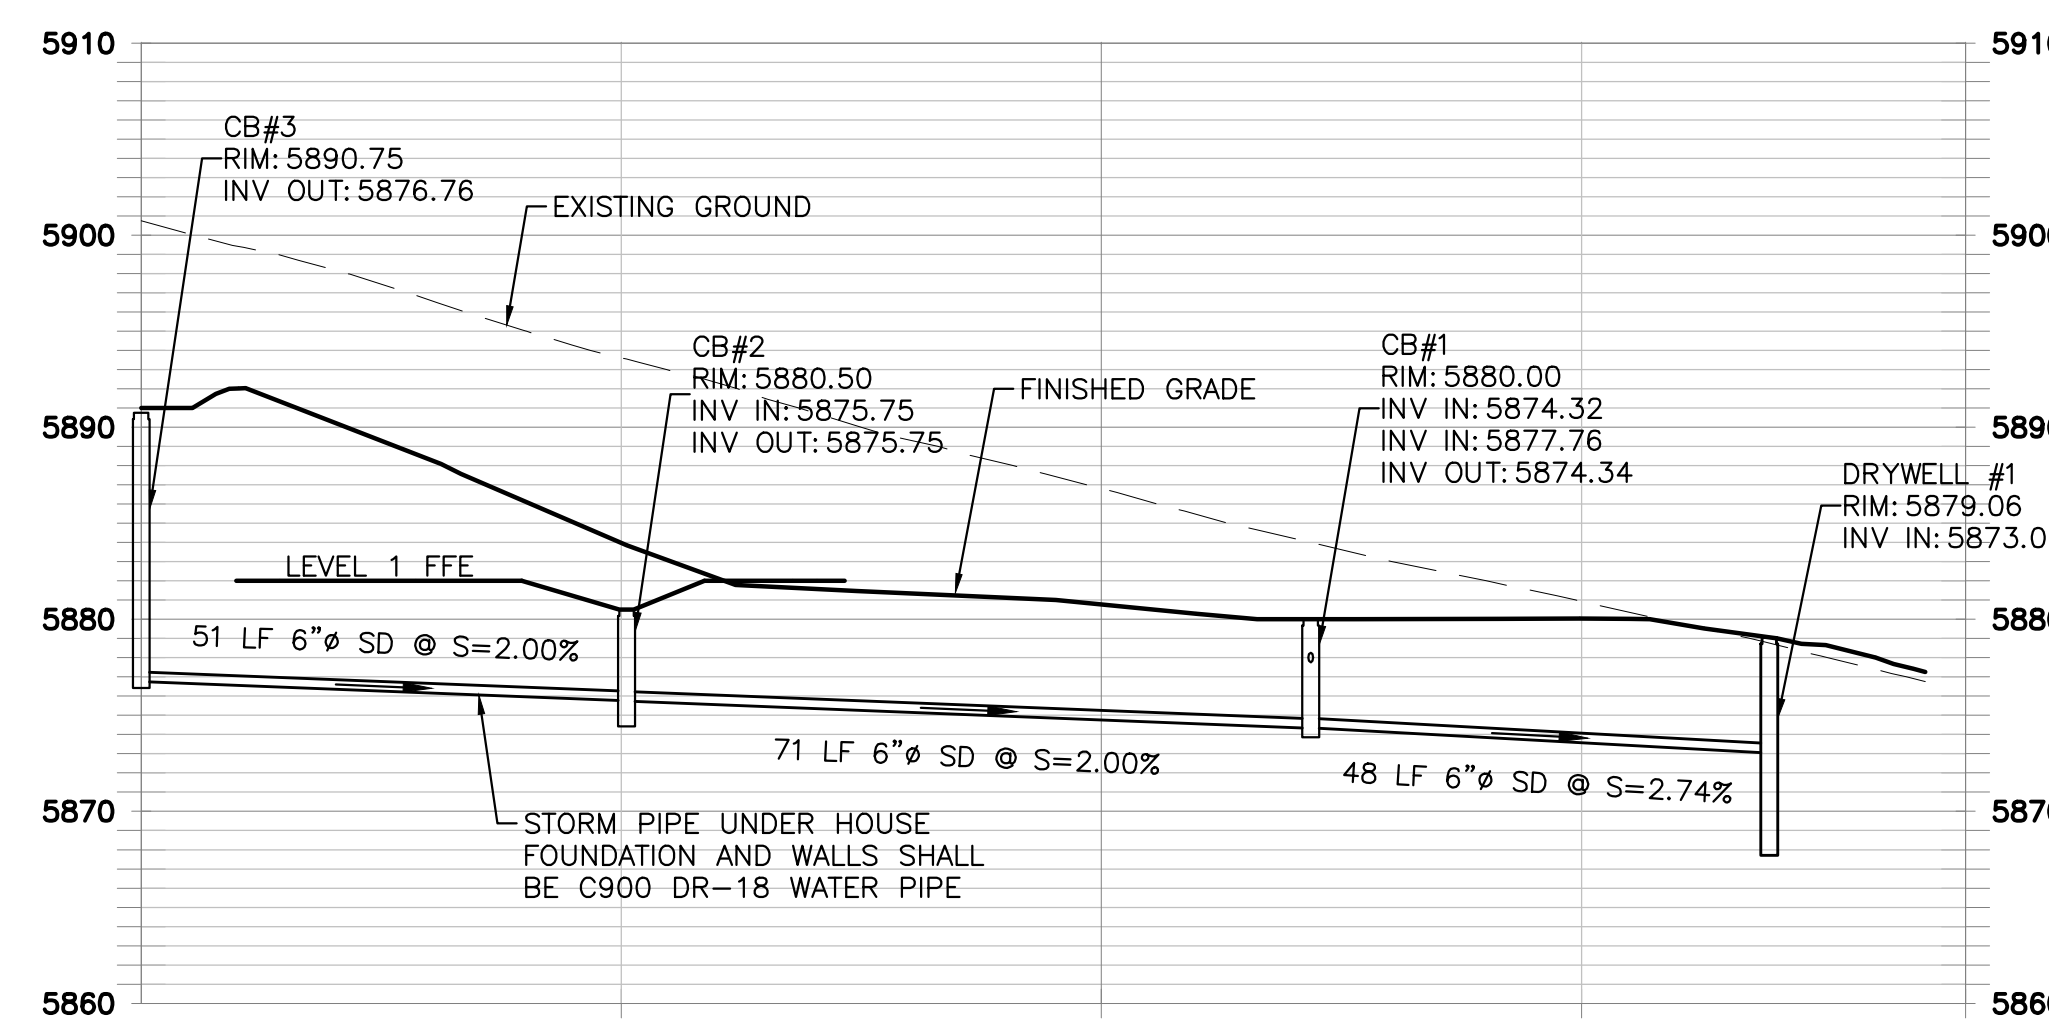 5910
5910
CB#3
RIM: 5890.75
INV OUT: 5876.76
EXISTING GROUND
5900
5900
CB#2
RIM: 5880.50
INV IN: 5875.75
INV OUT: 5875.75
FINISHED GRADE
CB#1
RIM: 5880.00
INV IN: 5874.32
INV IN: 5877.76
INV OUT: 5874.34
5890
5890
DRYWELL #1
RIM: 5879.06
INV IN: 5873.0
LEVEL 1 FFE
5880
5880
51 LF 6”ø SD @ S=2.00%
71 LF 6”ø SD @ S=2.00%
48 LF 6”ø SD @ S=2.74%
5870
5870
STORM PIPE UNDER HOUSE
FOUNDATION AND WALLS SHALL
BE C900 DR-18 WATER PIPE
5860
5860